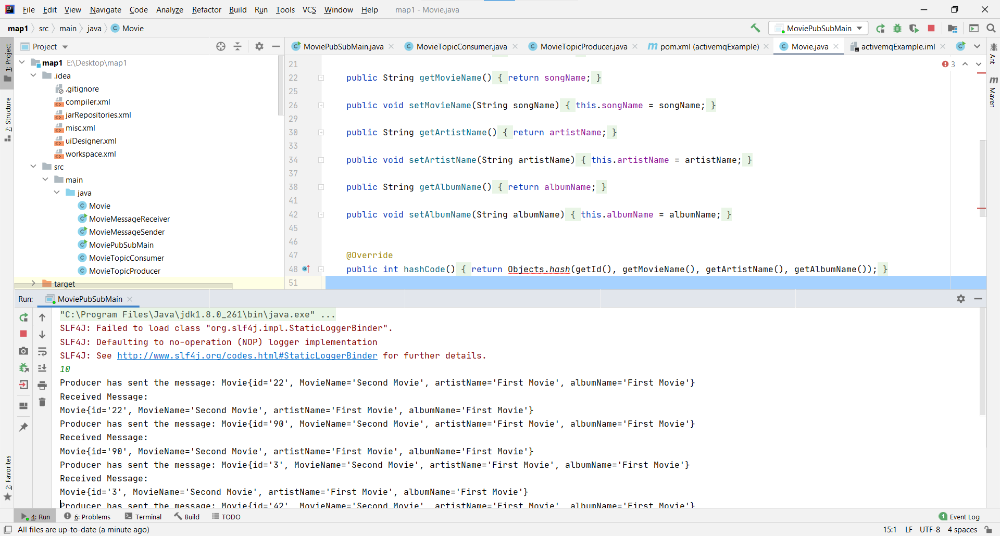 File Edit View Navigate Code Analyze Refactor Build Run Tools VCS Window Help map1 - Movie.java
map1 src main java Movie MoviePubSubMain
1: Project
7: Structure
2: Favorites
Project
map1 E:\Desktop\map1
.idea
.gitignore
compiler.xml
jarRepositories.xml
misc.xml
uiDesigner.xml
workspace.xml
src
main
java
Movie
MovieMessageReceiver
MovieMessageSender
MoviePubSubMain
MovieTopicConsumer
MovieTopicProducer
target
MoviePubSubMain.java MovieTopicConsumer.java MovieTopicProducer.java pom.xml (activemqExample) Movie.java activemqExample.iml
3
21
22 public String getMovieName() { return songName; }
25
26 public void setMovieName(String songName) { this.songName = songName; }
29
30 public String getArtistName() { return artistName; }
33
34 public void setArtistName(String artistName) { this.artistName = artistName; }
37
38 public String getAlbumName() { return albumName; }
41
42 public void setAlbumName(String albumName) { this.albumName = albumName; }
45
46
47 @Override
48 public int hashCode() { return Objects.hash(getId(), getMovieName(), getArtistName(), getAlbumName()); }
51
Ant
Maven
Run: MoviePubSubMain
"C:\Program Files\Java\jdk1.8.0_261\bin\java.exe" ...
SLF4J: Failed to load class "org.slf4j.impl.StaticLoggerBinder".
SLF4J: Defaulting to no-operation (NOP) logger implementation
SLF4J: See http://www.slf4j.org/codes.html#StaticLoggerBinder for further details.
10
Producer has sent the message: Movie{id='22', MovieName='Second Movie', artistName='First Movie', albumName='First Movie'}
Received Message:
Movie{id='22', MovieName='Second Movie', artistName='First Movie', albumName='First Movie'}
Producer has sent the message: Movie{id='90', MovieName='Second Movie', artistName='First Movie', albumName='First Movie'}
Received Message:
Movie{id='90', MovieName='Second Movie', artistName='First Movie', albumName='First Movie'}
Producer has sent the message: Movie{id='3', MovieName='Second Movie', artistName='First Movie', albumName='First Movie'}
Received Message:
Movie{id='3', MovieName='Second Movie', artistName='First Movie', albumName='First Movie'}
Producer has sent the message: Movie{id='42', MovieName='Second Movie', artistName='First Movie', albumName='First Movie'}
4: Run 6: Problems Terminal Build TODO 1 Event Log
All files are up-to-date (a minute ago) 15:1 LF UTF-8 4 spaces